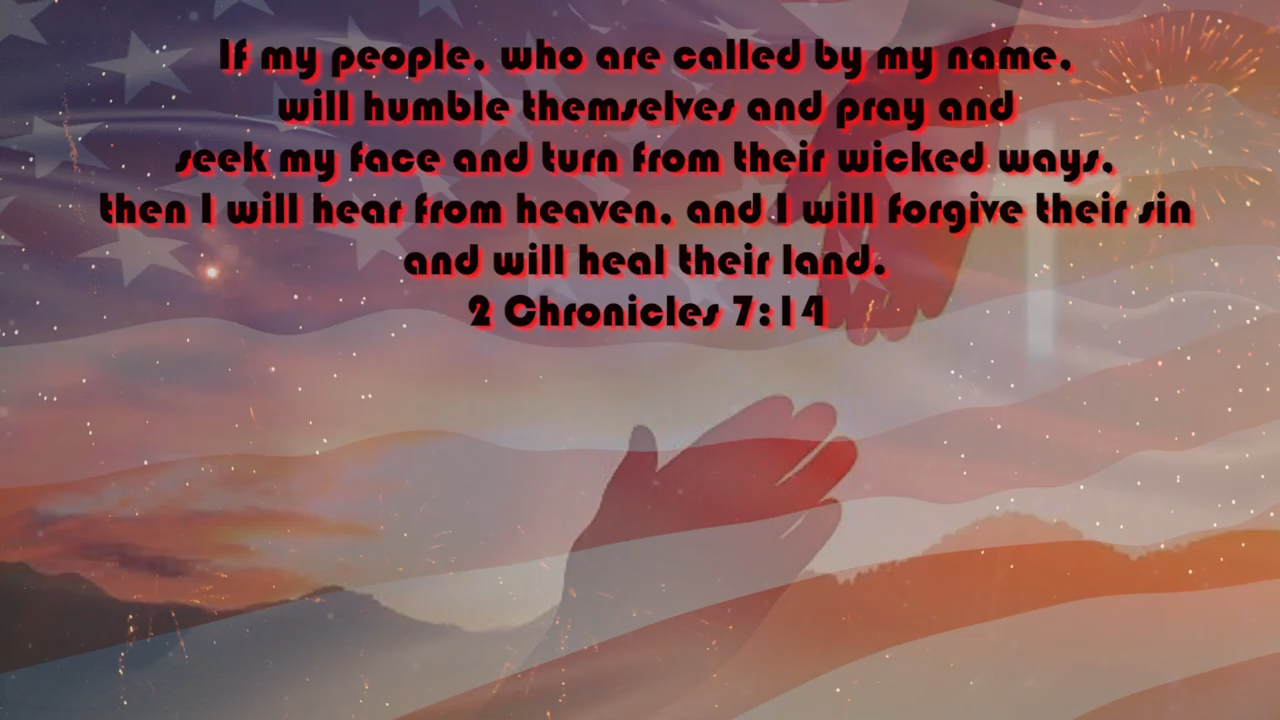 If my people, who are called by my name,
will humble themselves and pray and
seek my face and turn from their wicked ways,
then I will hear from heaven, and I will forgive their sin
and will heal their land.
2 Chronicles 7:14